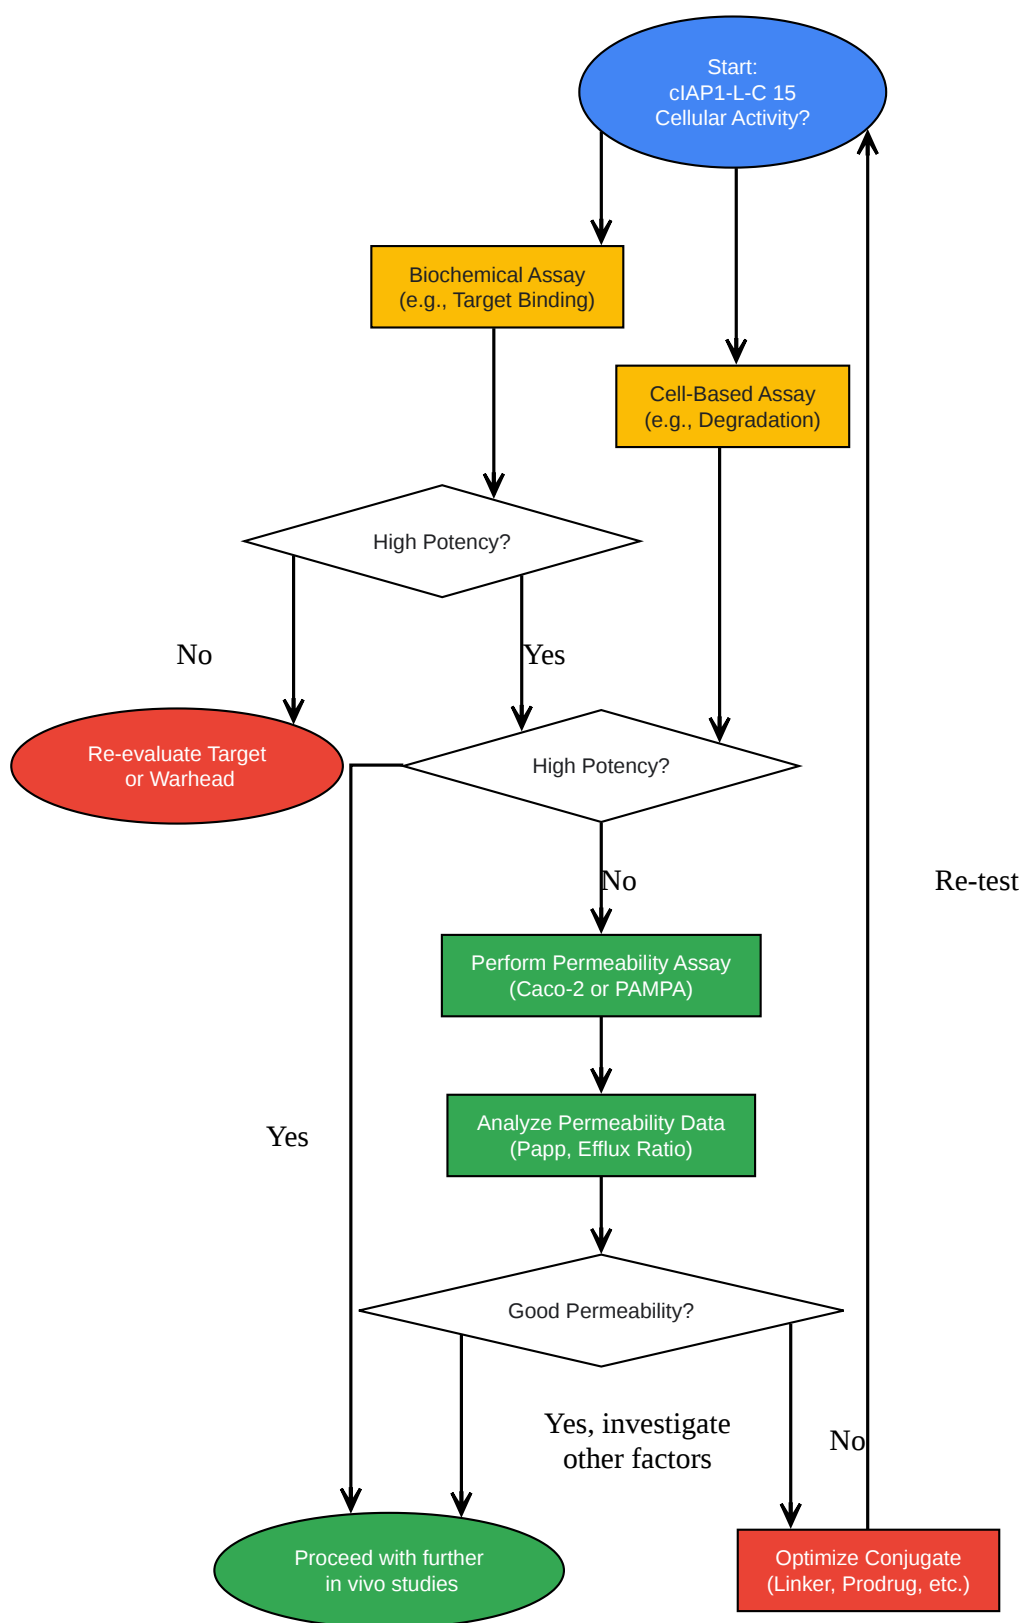 Start:
cIAP1-L-C 15
Cellular Activity?
Biochemical Assay
(e.g., Target Binding)
Cell-Based Assay
(e.g., Degradation)
High Potency?
No
Yes
Re-evaluate Target
or Warhead
High Potency?
No
Re-test
Perform Permeability Assay
(Caco-2 or PAMPA)
Analyze Permeability Data
(Papp, Efflux Ratio)
Yes
Good Permeability?
Yes, investigate
other factors
No
Proceed with further
in vivo studies
Optimize Conjugate
(Linker, Prodrug, etc.)